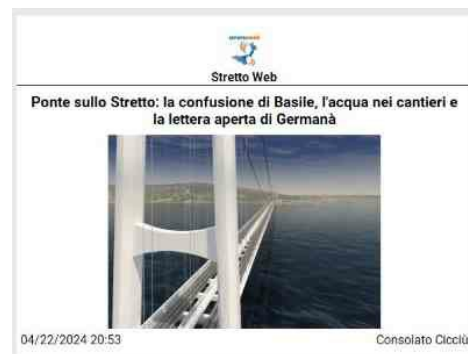 strettoweb
Stretto Web
Ponte sullo Stretto: la confusione di Basile, l'acqua nei cantieri e
la lettera aperta di Germanà
04/22/2024 20:53
Consolato Cicciù